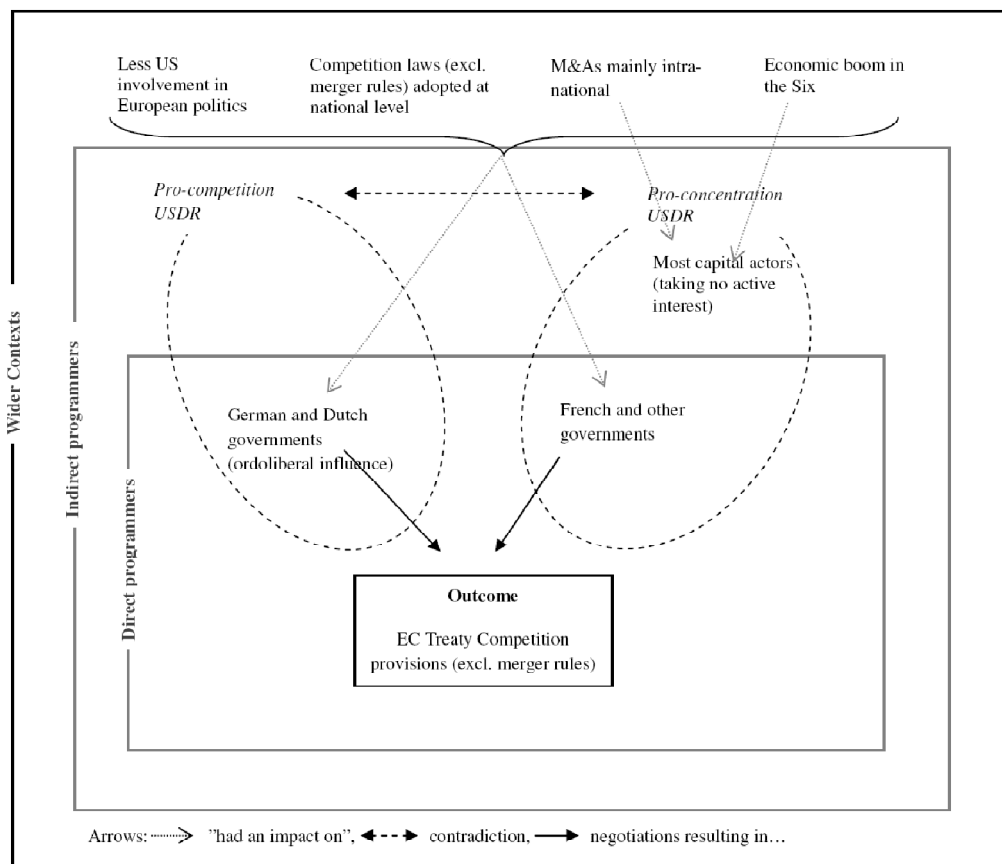 Less US
involvement in
European politics
Competition laws (excl.
merger rules) adopted at
national level
M&As mainly intra-
national
Economic boom in
the Six
Pro-competition
USDR
Pro-concentration
USDR
Most capital actors
(taking no active
interest)
German and Dutch
governments
(ordoliberal influence)
French and other
governments
Outcome
EC Treaty Competition
provisions (excl. merger rules)
Wider Contexts
Indirect programmers
Direct programmers
Arrows: "had an impact on", contradiction, negotiations resulting in…